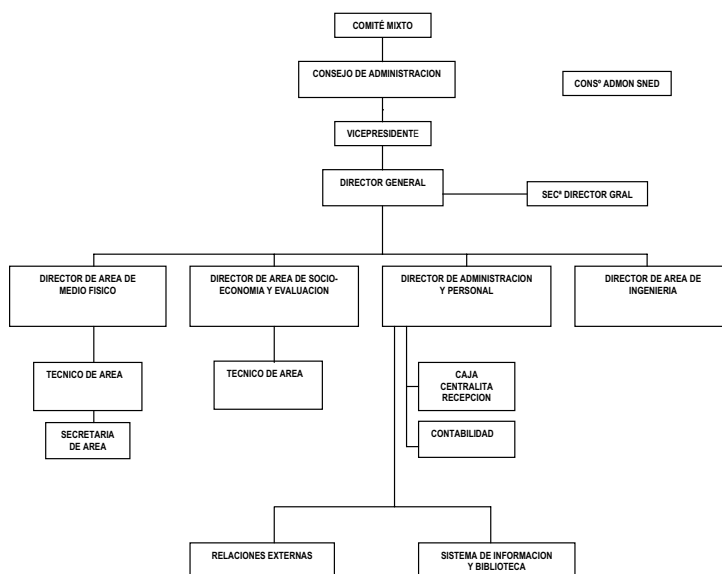 COMITÉ MIXTO
CONSEJO DE ADMINISTRACION
CONSº ADMON SNED
VICEPRESIDENTE
DIRECTOR GENERAL
SECª DIRECTOR GRAL
DIRECTOR DE AREA DE
MEDIO FISICO
DIRECTOR DE AREA DE SOCIO-
ECONOMIA Y EVALUACION
DIRECTOR DE ADMINISTRACION
Y PERSONAL
DIRECTOR DE AREA DE
INGENIERIA
TECNICO DE AREA
TECNICO DE AREA
CAJA
CENTRALITA
RECEPCION
SECRETARIA
DE AREA
CONTABILIDAD
RELACIONES EXTERNAS
SISTEMA DE INFORMACION
Y BIBLIOTECA